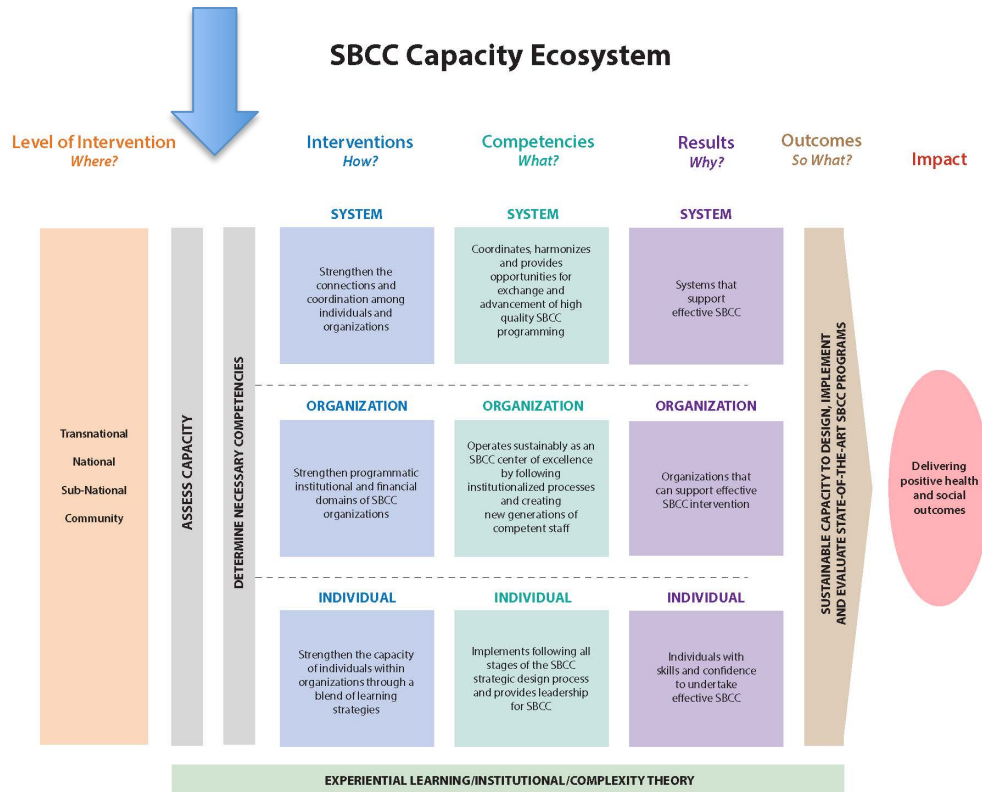 SBCC Capacity Ecosystem
Level of Intervention
Where?
Interventions
How?
Competencies
What?
Results
Why?
Outcomes
So What?
Impact
Transnational
National
Sub-National
Community
ASSESS CAPACITY
DETERMINE NECESSARY COMPETENCIES
SYSTEM
Strengthen the
connections and
coordination among
individuals and
organizations
SYSTEM
Coordinates, harmonizes
and provides
opportunities for
exchange and
advancement of high
quality SBCC
programming
SYSTEM
Systems that
support
effective SBCC
ORGANIZATION
Strengthen programmatic
institutional and financial
domains of SBCC
organizations
ORGANIZATION
Operates sustainably as an
SBCC center of excellence
by following
institutionalized processes
and creating
new generations of
competent staff
ORGANIZATION
Organizations that
can support effective
SBCC intervention
INDIVIDUAL
Strengthen the capacity
of individuals within
organizations through a
blend of learning
strategies
INDIVIDUAL
Implements following all
stages of the SBCC
strategic design process
and provides leadership
for SBCC
INDIVIDUAL
Individuals with
skills and confidence
to undertake
effective SBCC
SUSTAINABLE CAPACITY TO DESIGN, IMPLEMENT
AND EVALUATE STATE-OF-THE-ART SBCC PROGRAMS
Delivering
positive health
and social
outcomes
EXPERIENTIAL LEARNING/INSTITUTIONAL/COMPLEXITY THEORY